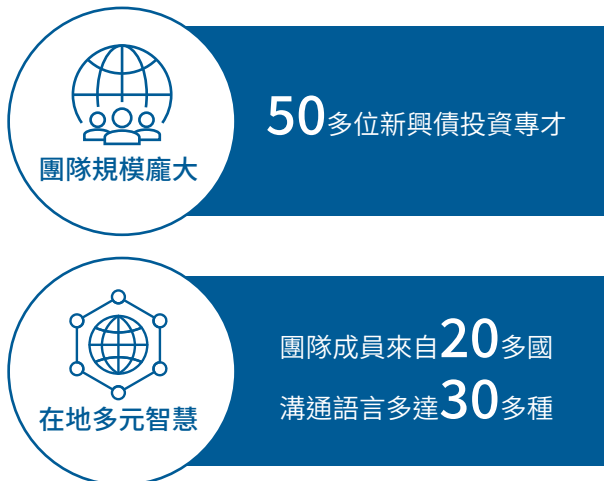 團隊規模龐大
50多位新興債投資專才
在地多元智慧
團隊成員來自20多國
溝通語言多達30多種